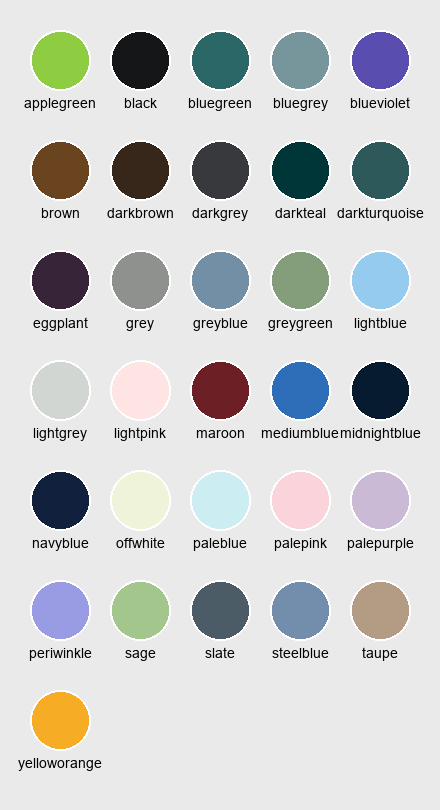 applegreen black bluegreen bluegrey blueviolet
brown darkbrown darkgrey darkteal darkturquoise
eggplant grey greyblue greygreen lightblue
lightgrey lightpink maroon mediumblue midnightblue
navyblue offwhite paleblue palepink palepurple
periwinkle sage slate steelblue taupe
yelloworange